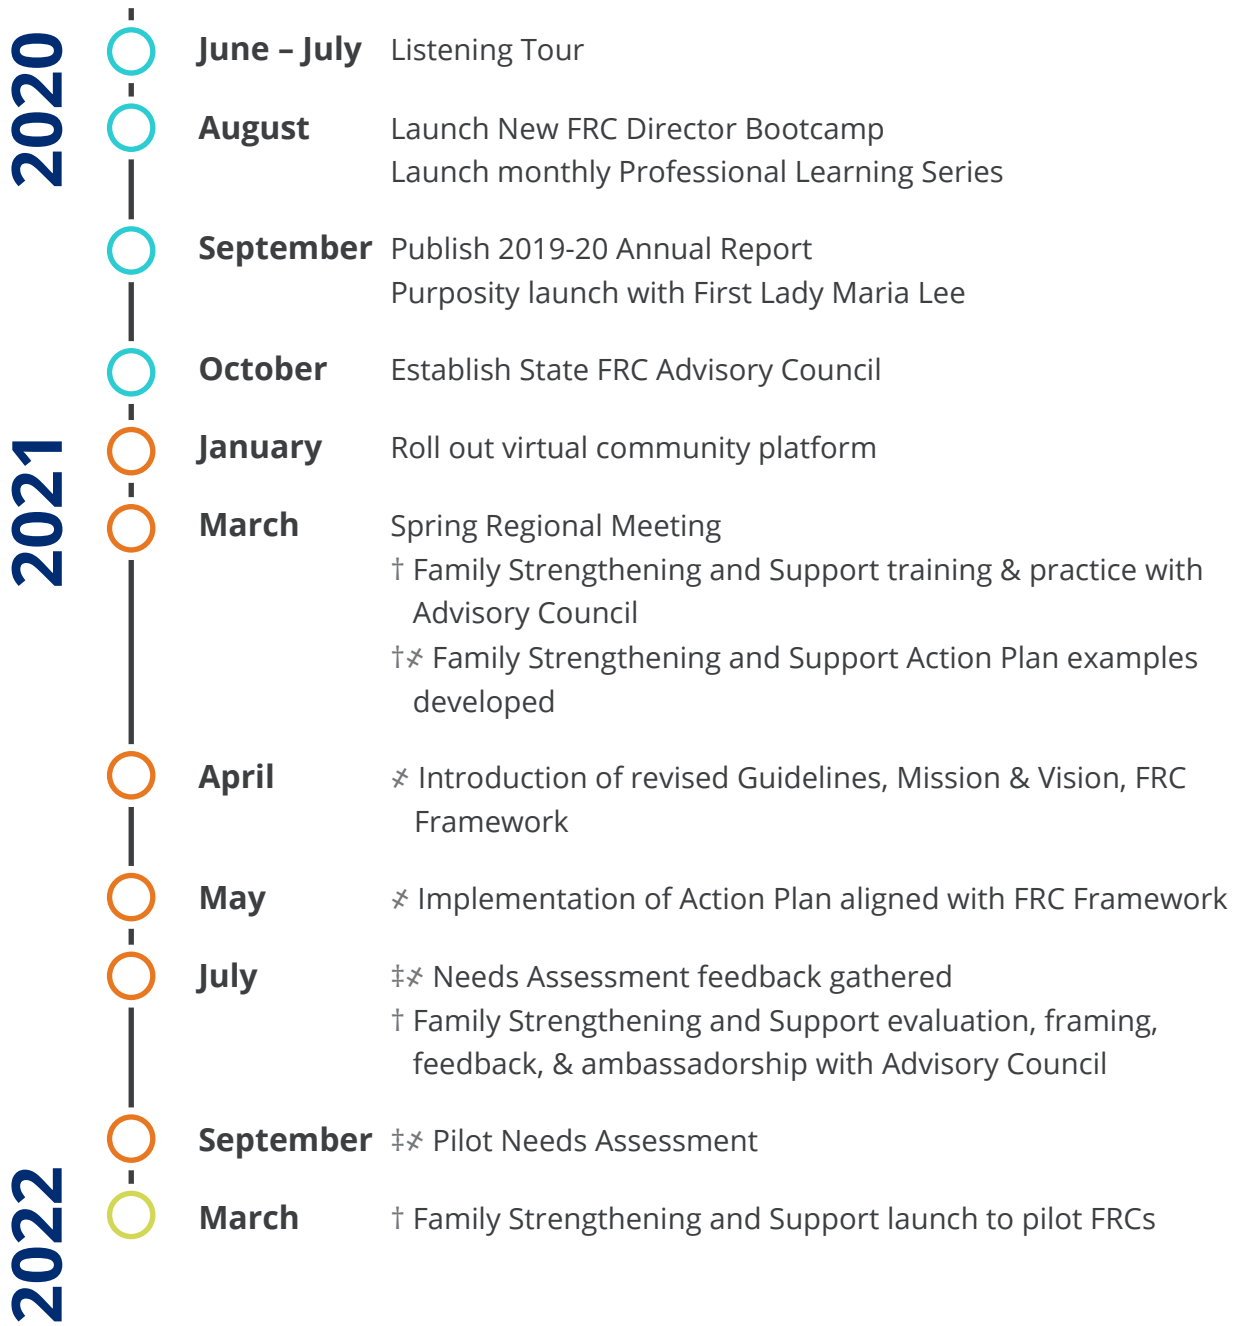 2020
June – July Listening Tour
August Launch New FRC Director Bootcamp
Launch monthly Professional Learning Series
September Publish 2019-20 Annual Report
Purposity launch with First Lady Maria Lee
October Establish State FRC Advisory Council
2021
January Roll out virtual community platform
March Spring Regional Meeting
† Family Strengthening and Support training & practice with
Advisory Council
†҂ Family Strengthening and Support Action Plan examples
developed
April ҂ Introduction of revised Guidelines, Mission & Vision, FRC
Framework
May ҂ Implementation of Action Plan aligned with FRC Framework
July ‡҂ Needs Assessment feedback gathered
† Family Strengthening and Support evaluation, framing,
feedback, & ambassadorship with Advisory Council
September ‡҂ Pilot Needs Assessment
2022
March † Family Strengthening and Support launch to pilot FRCs